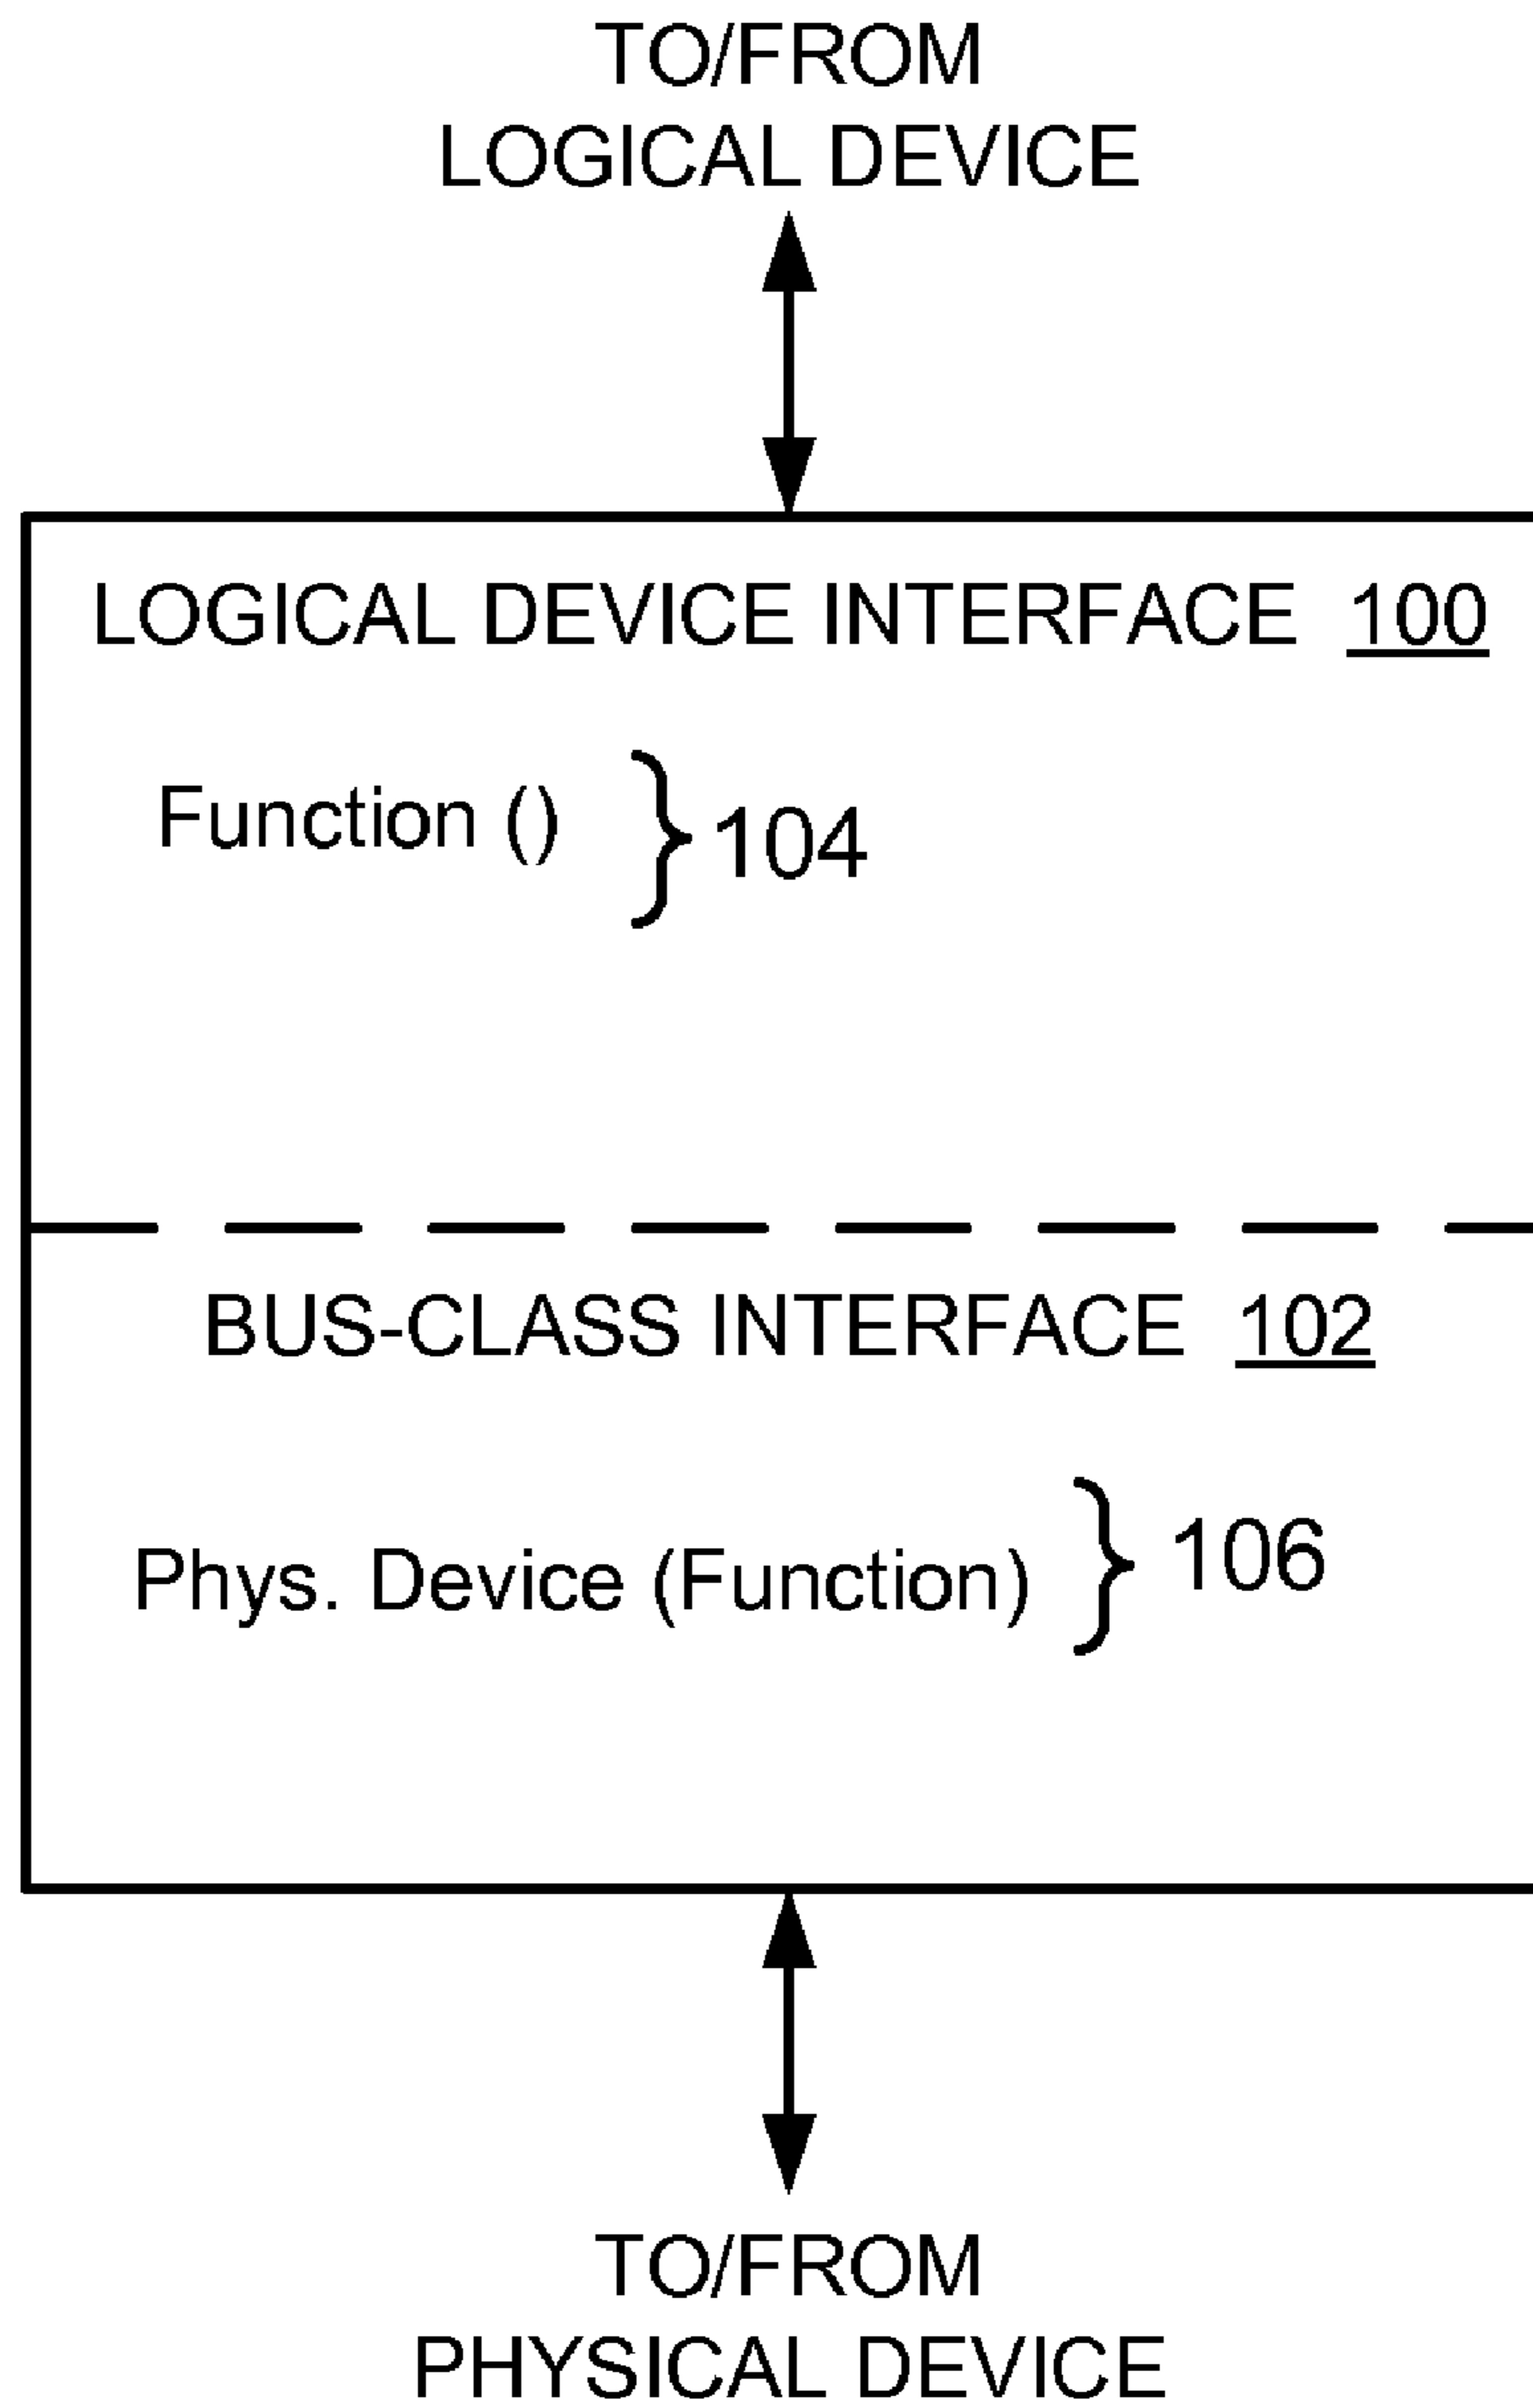 TO/FROM
LOGICAL DEVICE
LOGICAL DEVICE INTERFACE 100
Function () 104
BUS-CLASS INTERFACE 102
Phys. Device (Function) 106
TO/FROM
PHYSICAL DEVICE